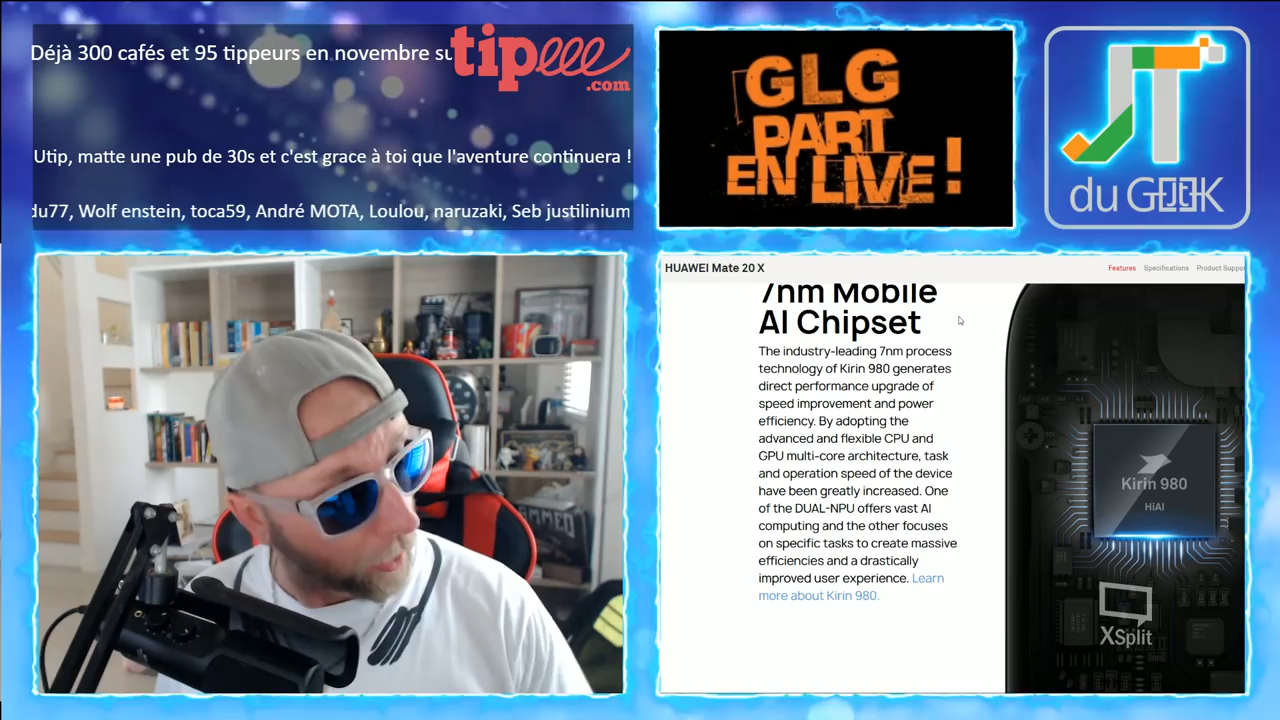 Déjà 300 cafés et 95 tippeurs en novembre su
tipeee
.com
Utip, matte une pub de 30s et c'est grace à toi que l'aventure continuera !
du77, Wolf enstein, toca59, André MOTA, Loulou, naruzaki, Seb justilinium
GLG
PART
EN LIVE !
JT
du GEEK
HUAWEI Mate 20 X
Features Specifications Product Suppor
7nm Mobile
AI Chipset
The industry-leading 7nm process
technology of Kirin 980 generates
direct performance upgrade of
speed improvement and power
efficiency. By adopting the
advanced and flexible CPU and
GPU multi-core architecture, task
and operation speed of the device
have been greatly increased. One
of the DUAL-NPU offers vast AI
computing and the other focuses
on specific tasks to create massive
efficiencies and a drastically
improved user experience. Learn
more about Kirin 980.
Kirin 980
HiAI
XSplit